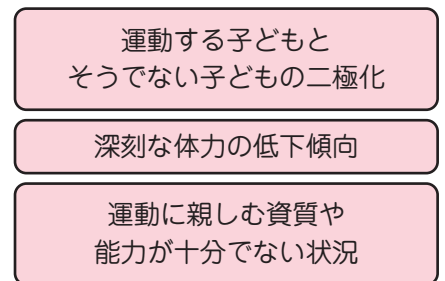 運動する子どもと
そうでない子どもの二極化
深刻な体力の低下傾向
運動に親しむ資質や
能力が十分でない状況